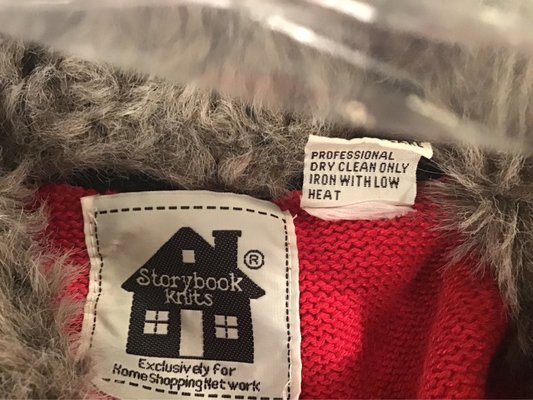 PROFESSIONAL
DRY CLEAN ONLY
IRON WITH LOW
HEAT
Storybook ®
Knits
Exclusively for
Home Shopping Network